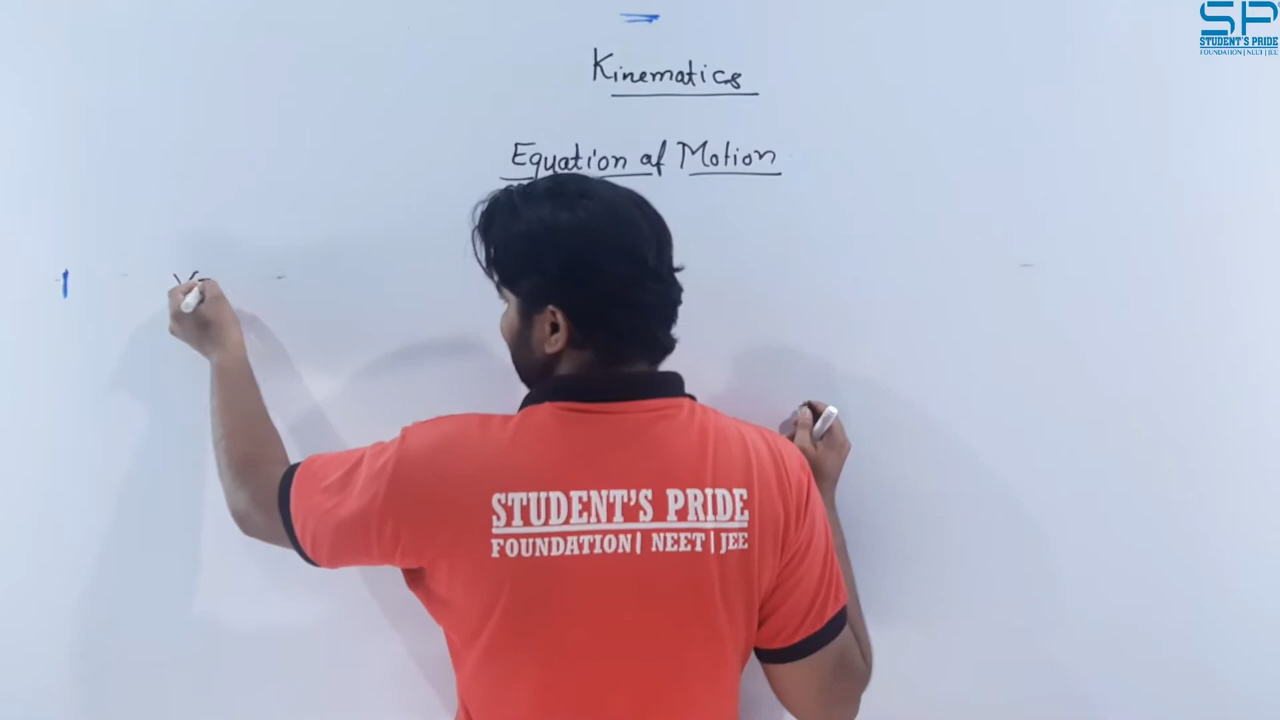 SP
STUDENT'S PRIDE
FOUNDATION | NEET | JEE
Kinematics
Equation of Motion
STUDENT'S PRIDE
FOUNDATION | NEET | JEE